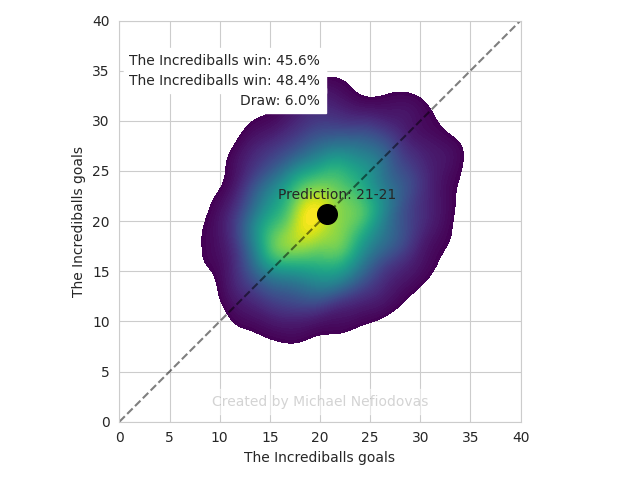 40
The Incrediballs win: 45.6%
The Incrediballs win: 48.4%
Draw: 6.0%
35
30
25
20
15
10
5
0
The Incrediballs goals
Prediction: 21-21
Created by Michael Nefiodovas
0 5 10 15 20 25 30 35 40
The Incrediballs goals